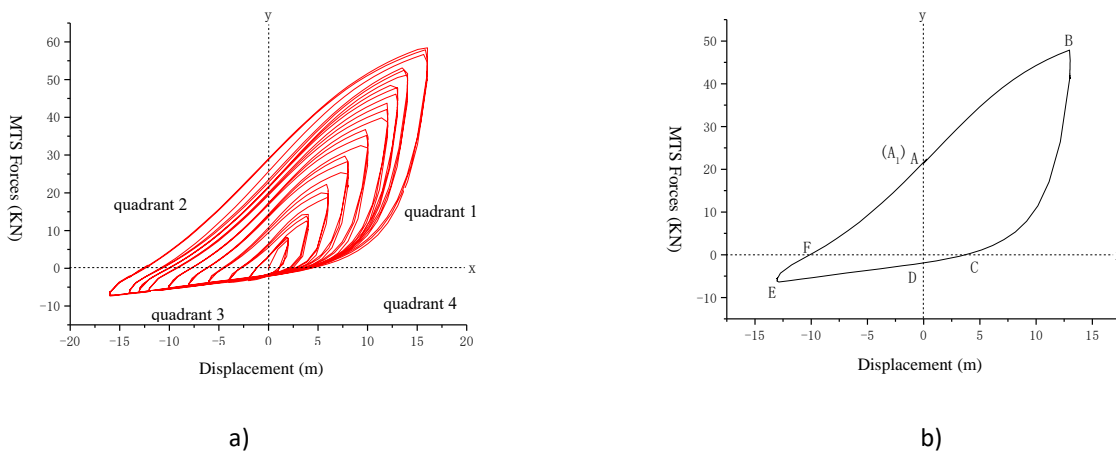 y
60
50
40
30
20
10
0
-10
-20
-15
-10
-5
0
5
10
15
20
MTS Forces (KN)
Displacement (m)
quadrant 2
quadrant 1
x
quadrant 3
quadrant 4
a)
y
50
40
30
20
10
0
-10
-15
-10
-5
0
5
10
15
MTS Forces (KN)
Displacement (m)
B
(A1) A
F
D
C
E
b)